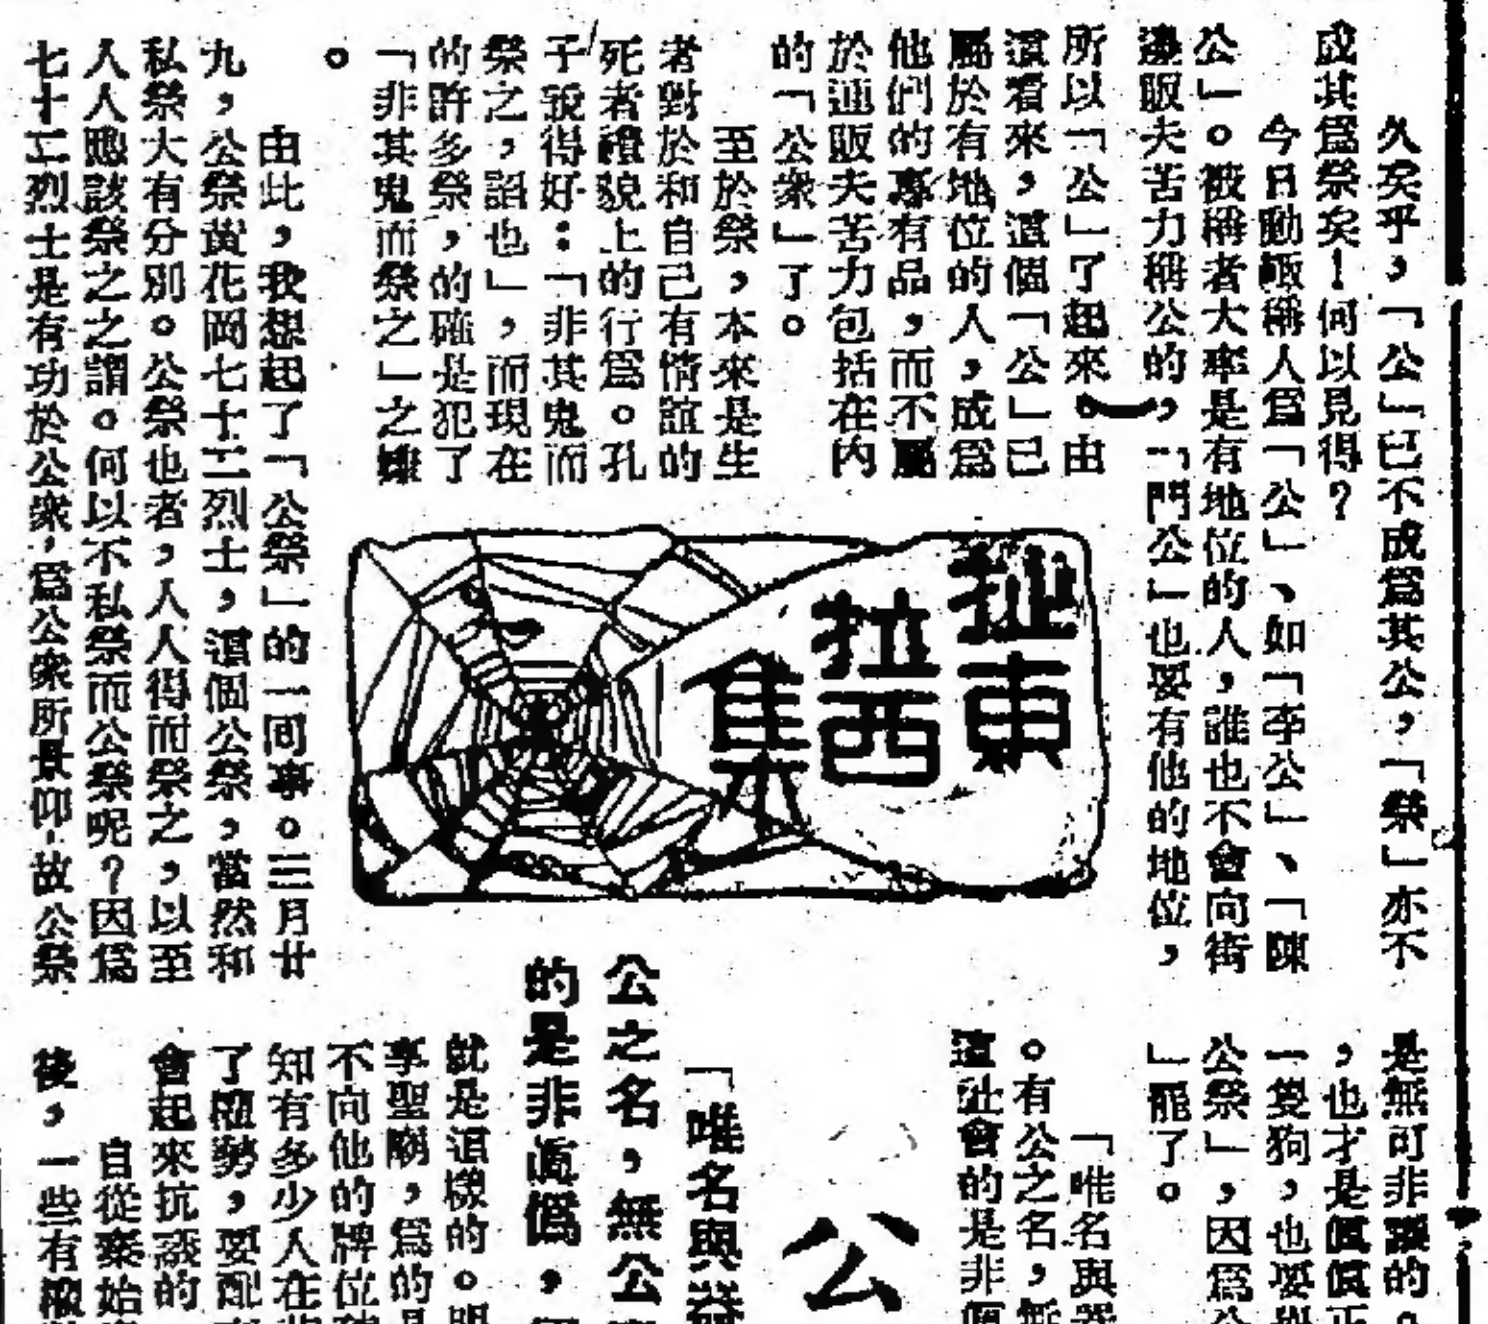 久矣乎，「公」已不成爲其公，「祭」亦不
成其爲祭矣！何以見得？
今日動輒稱人爲「公」、如「李公」、「陳
公」。被稱者大率是有地位的人，誰也不會向街
邊販夫苦力稱公的，「門公」也要有他的地位，
所以「公」了起來。由
這看來，這個「公」已
屬於有地位的人，成爲
他們的專有品，而不屬
於連販夫苦力包括在內
的「公衆」了。
至於祭，本來是生
者對於和自己有情誼的
死者禮貌上的行爲。孔
子說得好：「非其鬼而
祭之，諂也」，而現在
的許多祭，的確是犯了
「非其鬼而祭之」之嫌
。
由此，我想起了「公祭」的一囘事。三月廿
九，公祭黃花岡七十二烈士，這個公祭，當然和
私祭大有分別。公祭也者，人人得而祭之，以至
人人應該祭之之謂。何以不私祭而公祭呢？因爲
七十二烈士是有功於公衆，爲公衆所景仰，故公祭
扯東
拉西
集
是無可非議的。
，也才是眞眞正
一隻狗，也要
公祭」，因爲公
」罷了。
「唯名與器
。有公之名，無
這社會的是非
公
「唯名與器
公之名，無公
的是非眞僞，
就是這樣的。明
享聖廟，爲的是
不向他的牌位
知有多少人在
了隨勢，要配
會起來抗議的
自從秦始
後，一些有